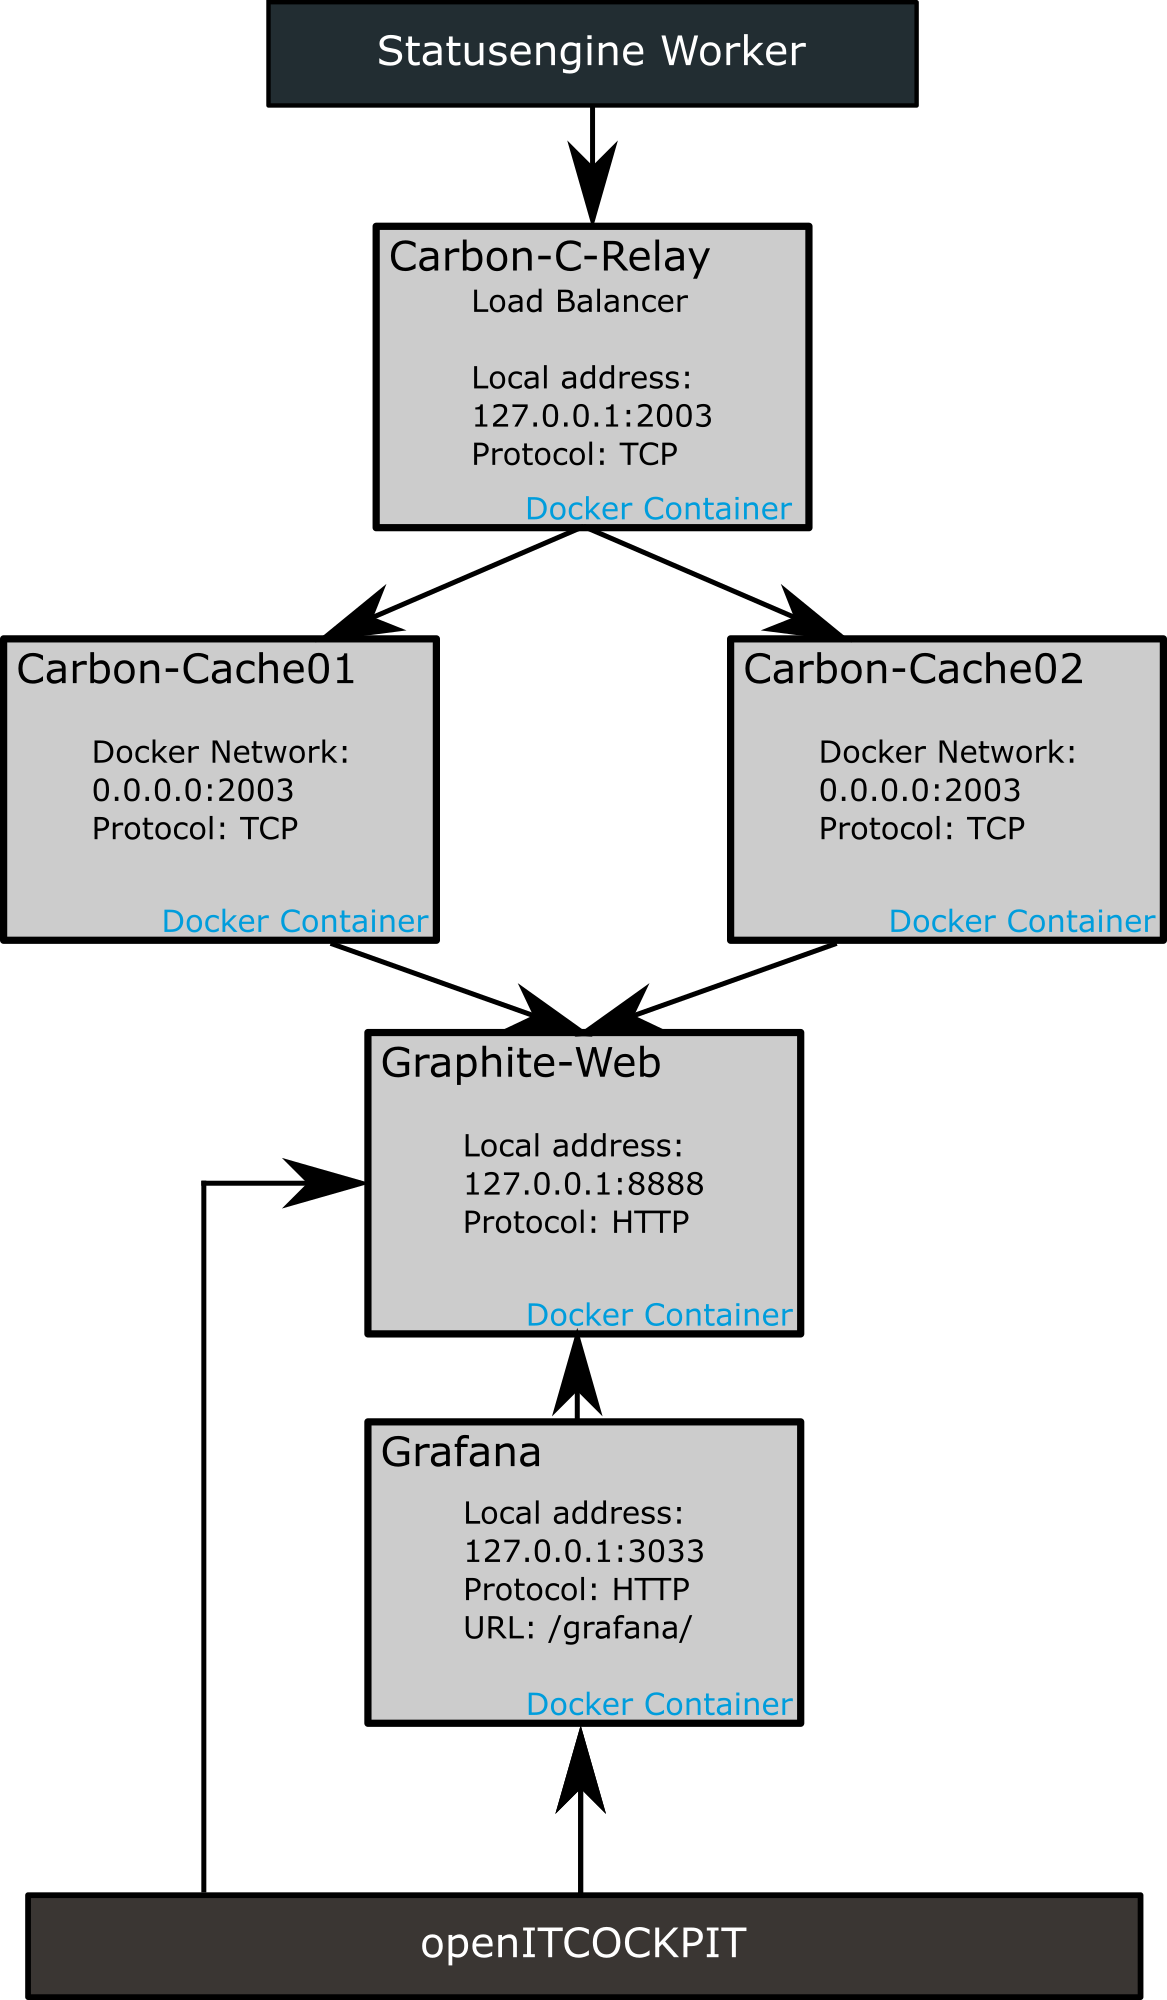 Statusengine Worker
Carbon-C-Relay
Load Balancer
Local address:
127.0.0.1:2003
Protocol: TCP
Docker Container
Carbon-Cache01
Docker Network:
0.0.0.0:2003
Protocol: TCP
Docker Container
Carbon-Cache02
Docker Network:
0.0.0.0:2003
Protocol: TCP
Docker Container
Graphite-Web
Local address:
127.0.0.1:8888
Protocol: HTTP
Docker Container
Grafana
Local address:
127.0.0.1:3033
Protocol: HTTP
URL: /grafana/
Docker Container
openITCOCKPIT